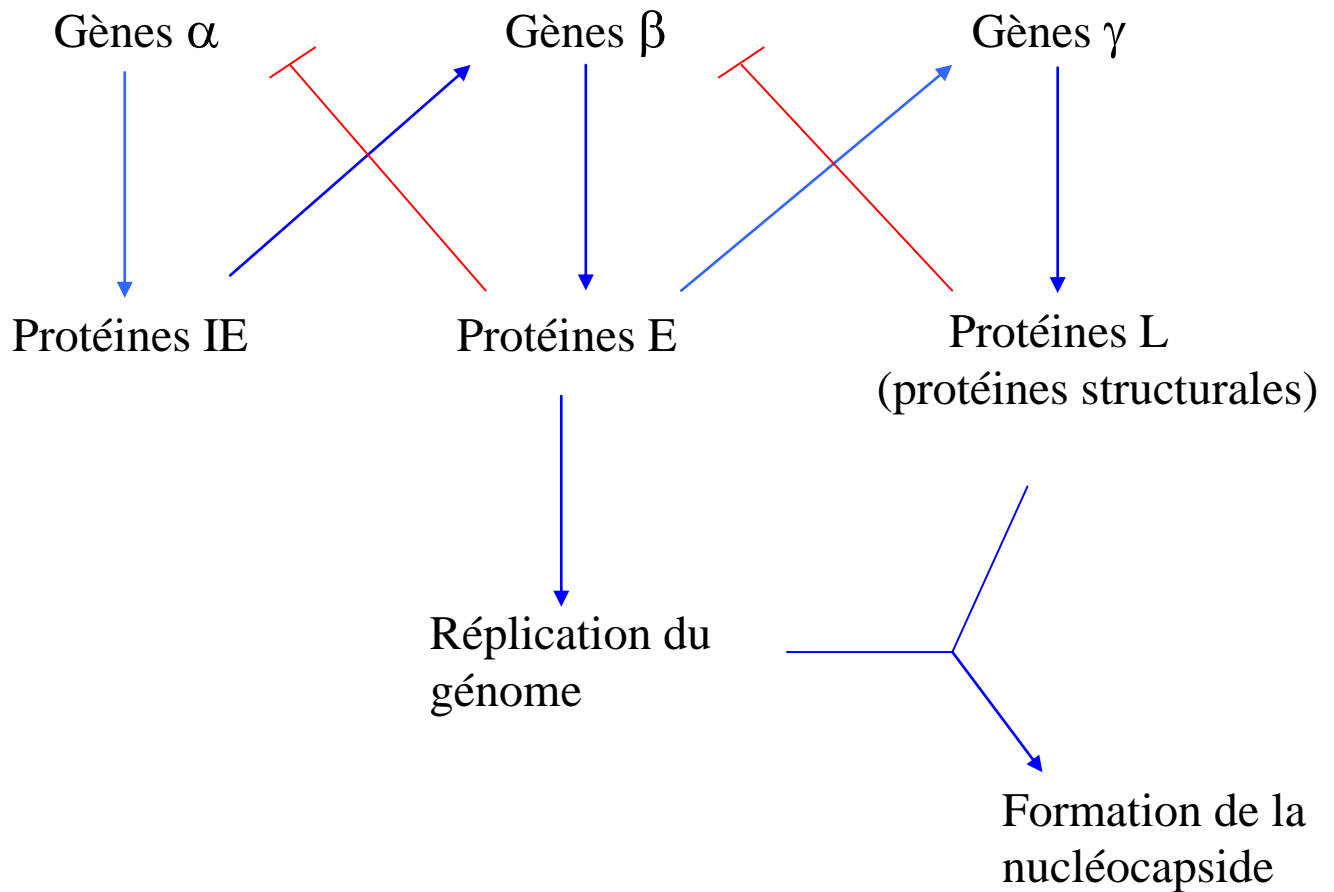 Gènes α
Gènes β
Gènes γ
Protéines IE
Protéines E
Protéines L
(protéines structurales)
Réplication du
génome
Formation de la
nucléocapside